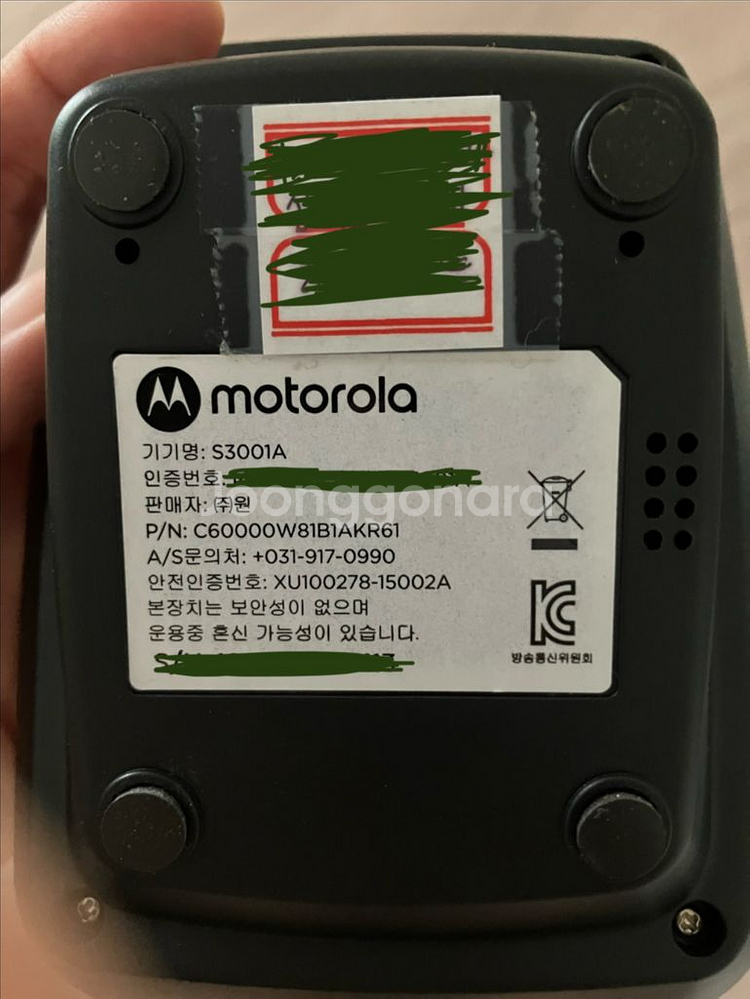 motorola
기기명: S3001A
인증번호:
판매자: ㈜원
P/N: C60000W81B1AKR61
A/S문의처: +031-917-0990
안전인증번호: XU100278-15002A
본장치는 보안성이 없으며
운용중 혼신 가능성이 있습니다.
방송통신위원회
joonggonara